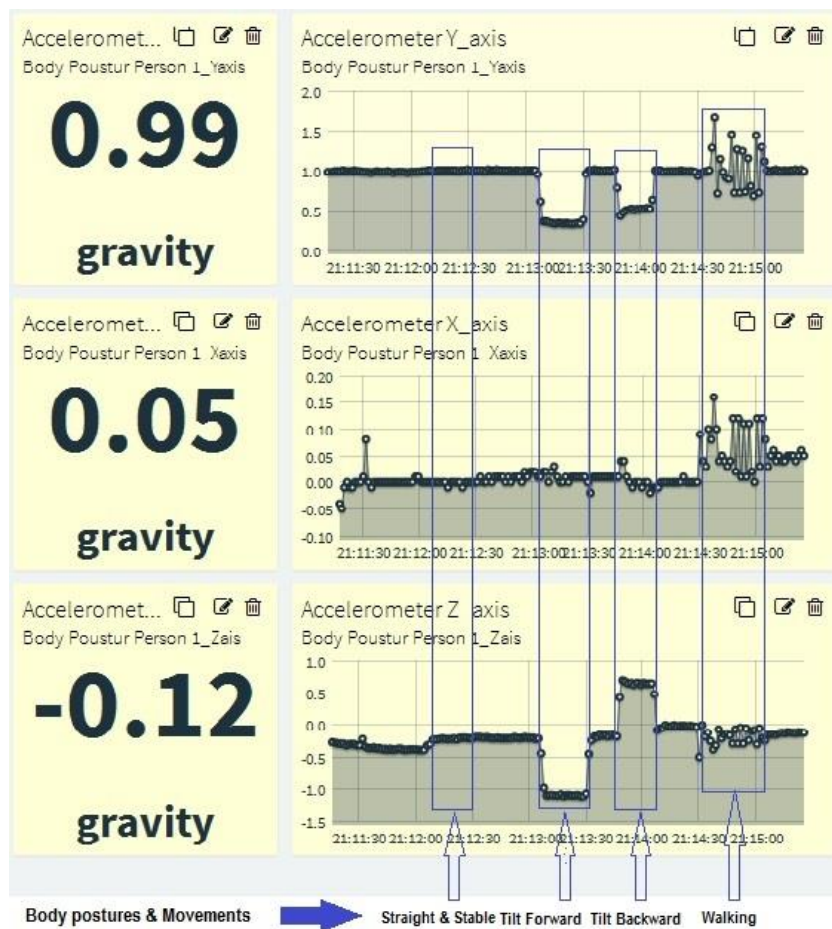 Acceleromet...
Body Poustur Person 1_Yaxis
0.99
gravity
Accelerometer Y_axis
Body Poustur Person 1_Yaxis
2.0
1.5
1.0
0.5
0.0
21:11:30 21:12:00 21:12:30 21:13:00 21:13:30 21:14:00 21:14:30 21:15:00
Acceleromet...
Body Poustur Person 1_Xaxis
0.05
gravity
Accelerometer X_axis
Body Poustur Person 1_Xaxis
0.20
0.15
0.10
0.05
0.00
-0.05
-0.10
21:11:30 21:12:00 21:12:30 21:13:00 21:13:30 21:14:00 21:14:30 21:15:00
Acceleromet...
Body Poustur Person 1_Zais
-0.12
gravity
Accelerometer Z_axis
Body Poustur Person 1_Zais
1.0
0.5
0.0
-0.5
-1.0
-1.5
21:11:30 21:12:00 21:12:30 21:13:00 21:13:30 21:14:00 21:14:30 21:15:00
Body postures & Movements Straight & Stable Tilt Forward Tilt Backward Walking